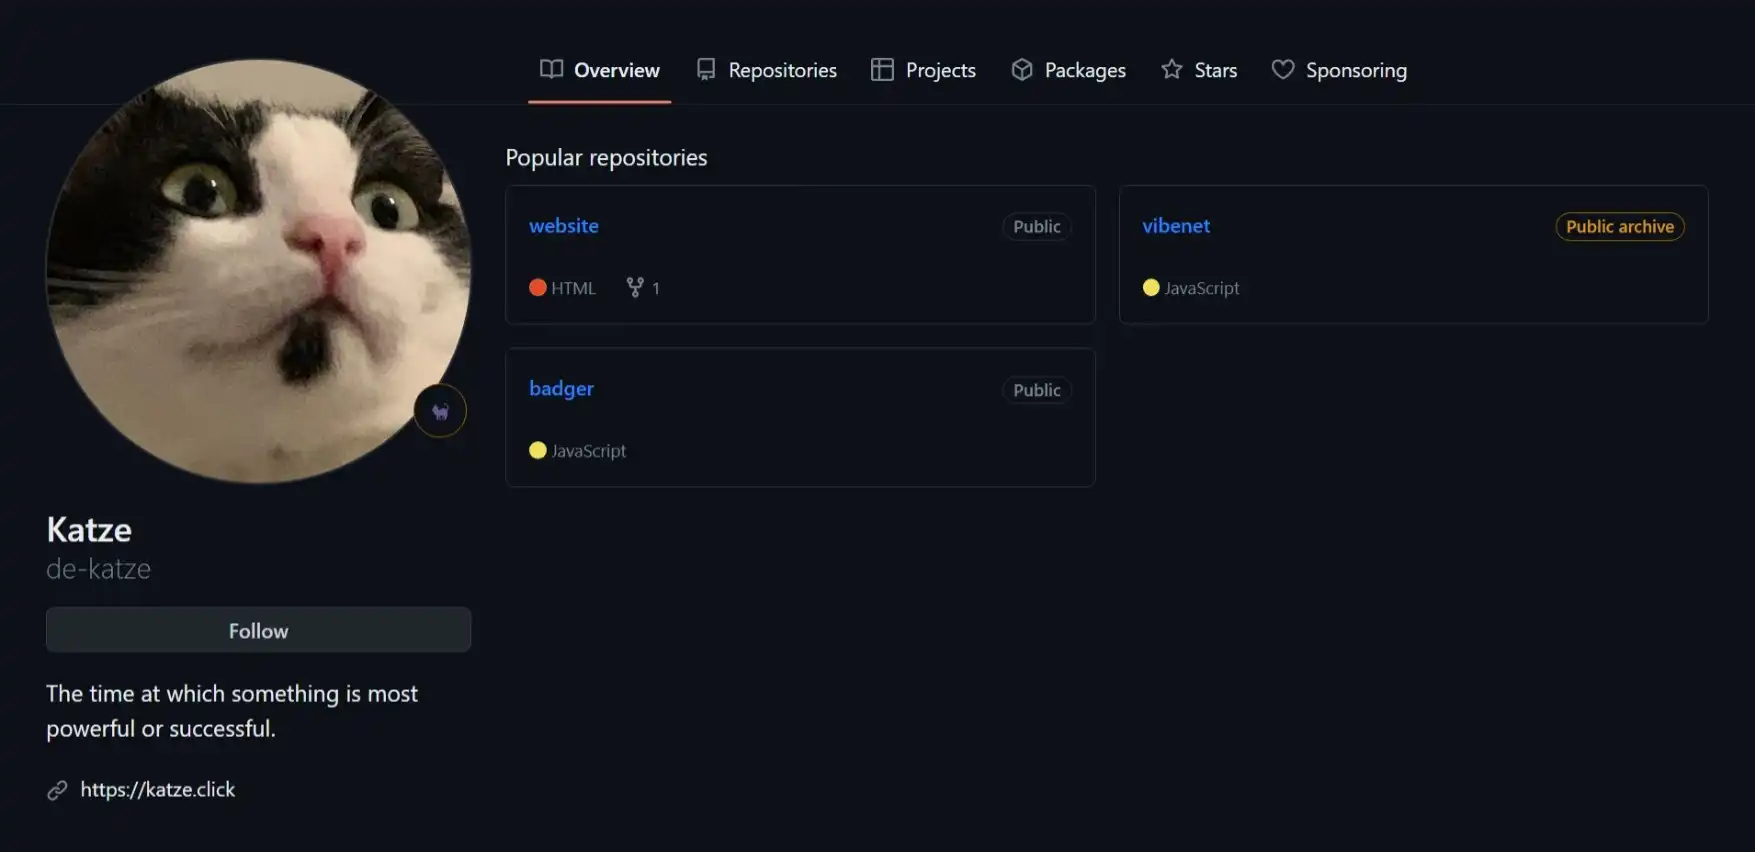 Overview Repositories Projects Packages Stars Sponsoring
Popular repositories
website Public
HTML 1
vibenet Public archive
JavaScript
badger Public
JavaScript
Katze
de-katze
Follow
The time at which something is most
powerful or successful.
https://katze.click